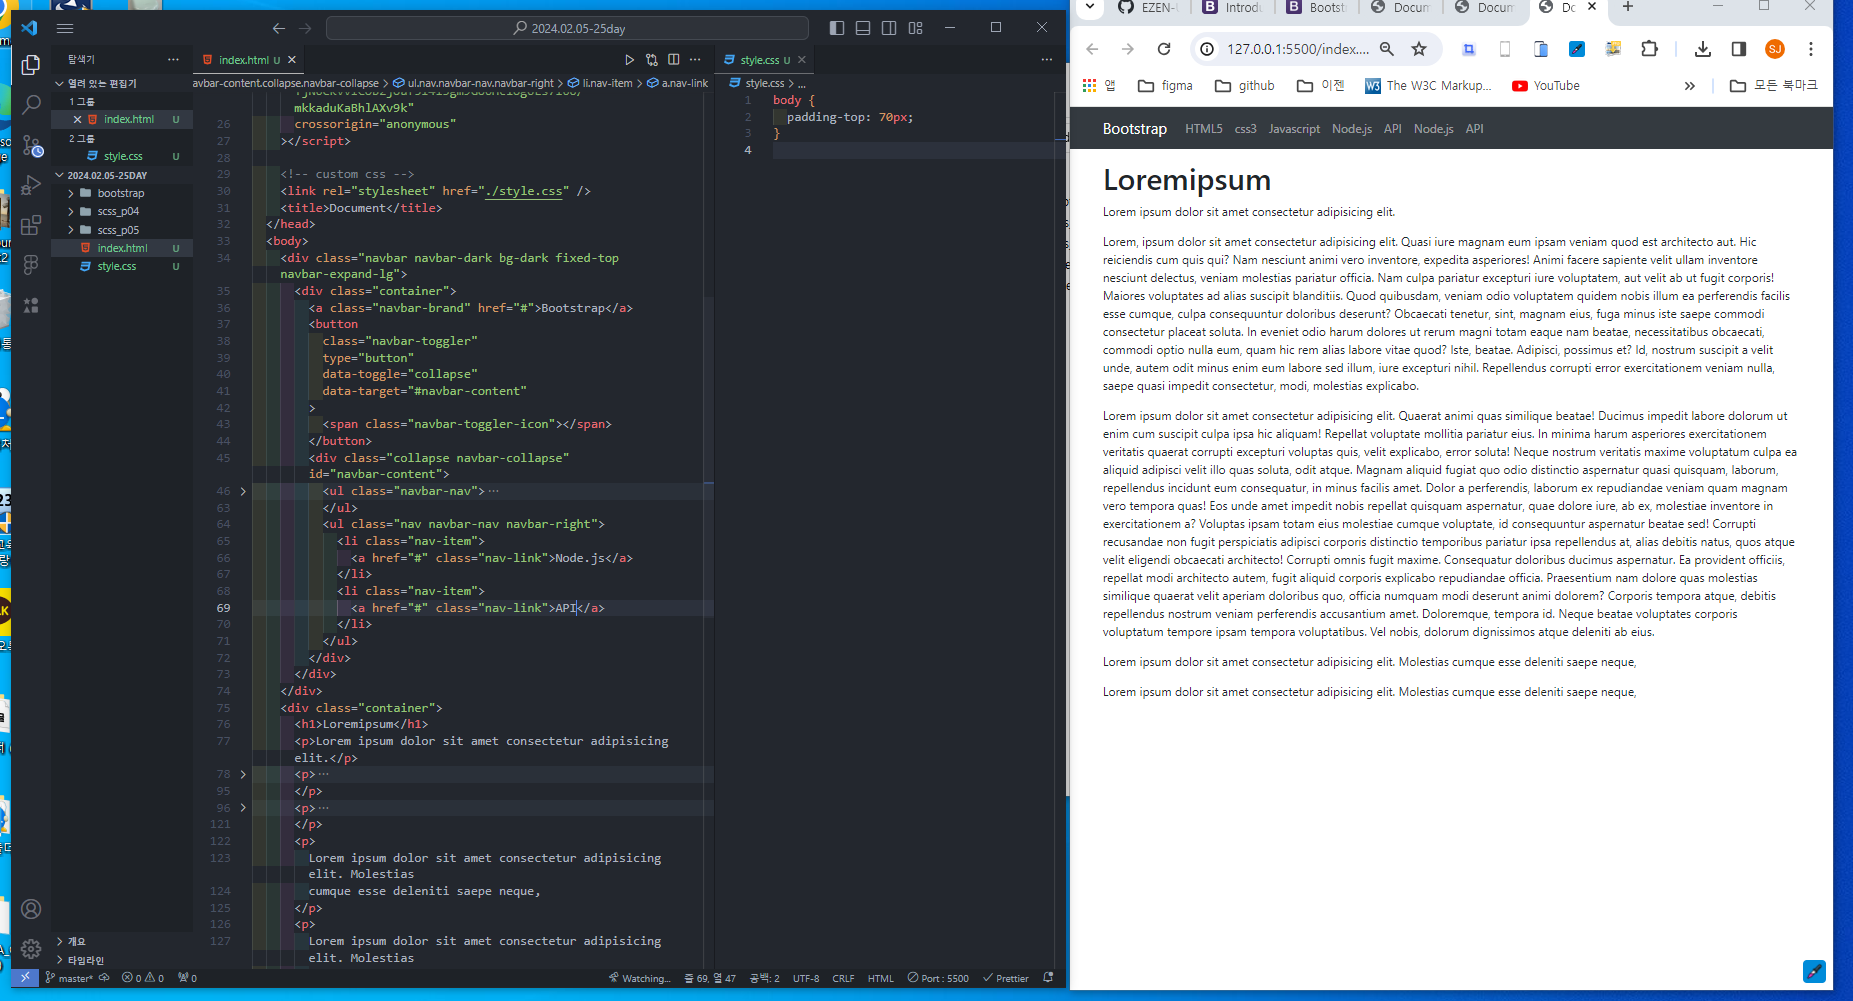 2024.02.05-25day
탐색기
열려 있는 편집기
1 그룹
index.html U
2 그룹
style.css U
2024.02.05-25DAY
bootstrap
scss_p04
scss_p05
index.html U
style.css U
개요
타임라인
index.html U
avbar-content.collapse.navbar-collapse > ul.nav.navbar-nav.navbar-right > li.nav-item > a.nav-link
mkkaduKaBhlAXv9k"
26 crossorigin="anonymous"
27 ></script>
28
29 <!-- custom css -->
30 <link rel="stylesheet" href="./style.css" />
31 <title>Document</title>
32 </head>
33 <body>
34 <div class="navbar navbar-dark bg-dark fixed-top
navbar-expand-lg">
35 <div class="container">
36 <a class="navbar-brand" href="#">Bootstrap</a>
37 <button
38 class="navbar-toggler"
39 type="button"
40 data-toggle="collapse"
41 data-target="#navbar-content"
42 >
43 <span class="navbar-toggler-icon"></span>
44 </button>
45 <div class="collapse navbar-collapse"
id="navbar-content">
46 <ul class="navbar-nav">…
63 </ul>
64 <ul class="nav navbar-nav navbar-right">
65 <li class="nav-item">
66 <a href="#" class="nav-link">Node.js</a>
67 </li>
68 <li class="nav-item">
69 <a href="#" class="nav-link">API</a>
70 </li>
71 </ul>
72 </div>
73 </div>
74 </div>
75 <div class="container">
76 <h1>Loremipsum</h1>
77 <p>Lorem ipsum dolor sit amet consectetur adipisicing
elit.</p>
78 <p>…
95 </p>
96 <p>…
121 </p>
122 <p>
123 Lorem ipsum dolor sit amet consectetur adipisicing
elit. Molestias
124 cumque esse deleniti saepe neque,
125 </p>
126 <p>
127 Lorem ipsum dolor sit amet consectetur adipisicing
elit. Molestias
style.css U
style.css > ...
1 body {
2 padding-top: 70px;
3 }
4
master* 0 0 0 Watching... 줄 69, 열 47 공백: 2 UTF-8 CRLF HTML Port : 5500 Prettier
EZEN-U Introdu Bootst Docum Docum Do
127.0.0.1:5500/index.... SJ
앱 figma github 이젠 The W3C Markup... YouTube » 모든 북마크
Bootstrap HTML5 css3 Javascript Node.js API Node.js API
Loremipsum
Lorem ipsum dolor sit amet consectetur adipisicing elit.
Lorem, ipsum dolor sit amet consectetur adipisicing elit. Quasi iure magnam eum ipsam veniam quod est architecto aut. Hic
reiciendis cum quis qui? Nam nesciunt animi vero inventore, expedita asperiores! Animi facere sapiente velit ullam inventore
nesciunt delectus, veniam molestias pariatur officia. Nam culpa pariatur excepturi iure voluptatem, aut velit ab ut fugit corporis!
Maiores voluptates ad alias suscipit blanditiis. Quod quibusdam, veniam odio voluptatem quidem nobis illum ea perferendis facilis
esse cumque, culpa consequuntur doloribus deserunt? Obcaecati tenetur, sint, magnam eius, fuga minus iste saepe commodi
consectetur placeat soluta. In eveniet odio harum dolores ut rerum magni totam eaque nam beatae, necessitatibus obcaecati,
commodi optio nulla eum, quam hic rem alias labore vitae quod? Iste, beatae. Adipisci, possimus et? Id, nostrum suscipit a velit
unde, autem odit minus enim eum labore sed illum, iure excepturi nihil. Repellendus corrupti error exercitationem veniam nulla,
saepe quasi impedit consectetur, modi, molestias explicabo.
Lorem ipsum dolor sit amet consectetur adipisicing elit. Quaerat animi quas similique beatae! Ducimus impedit labore dolorum ut
enim cum suscipit culpa ipsa hic aliquam! Repellat voluptate mollitia pariatur eius. In minima harum asperiores exercitationem
veritatis quaerat corrupti excepturi voluptas quis, velit explicabo, error soluta! Neque nostrum veritatis maxime voluptatum culpa ea
aliquid adipisci velit illo quas soluta, odit atque. Magnam aliquid fugiat quo odio distinctio aspernatur quasi quisquam, laborum,
repellendus incidunt eum consequatur, in minus facilis amet. Dolor a perferendis, laborum ex repudiandae veniam quam magnam
vero tempora quas! Eos unde amet impedit nobis repellat quisquam aspernatur, quae dolore iure, ab ex, molestiae inventore in
exercitationem a? Voluptas ipsam totam eius molestiae cumque voluptate, id consequuntur aspernatur beatae sed! Corrupti
recusandae non fugit perspiciatis adipisci corporis distinctio temporibus pariatur ipsa repellendus at, alias debitis natus, quos atque
velit eligendi obcaecati architecto! Corrupti omnis fugit maxime. Consequatur doloribus ducimus aspernatur. Ea provident officiis,
repellat modi architecto autem, fugit aliquid corporis explicabo repudiandae officia. Praesentium nam dolore quas molestias
similique quaerat velit aperiam doloribus quo, officia numquam modi deserunt animi dolorem? Corporis tempora atque, debitis
repellendus nostrum veniam perferendis accusantium amet. Doloremque, tempora id. Neque beatae voluptates corporis
voluptatum tempore ipsam tempora voluptatibus. Vel nobis, dolorum dignissimos atque deleniti ab eius.
Lorem ipsum dolor sit amet consectetur adipisicing elit. Molestias cumque esse deleniti saepe neque,
Lorem ipsum dolor sit amet consectetur adipisicing elit. Molestias cumque esse deleniti saepe neque,